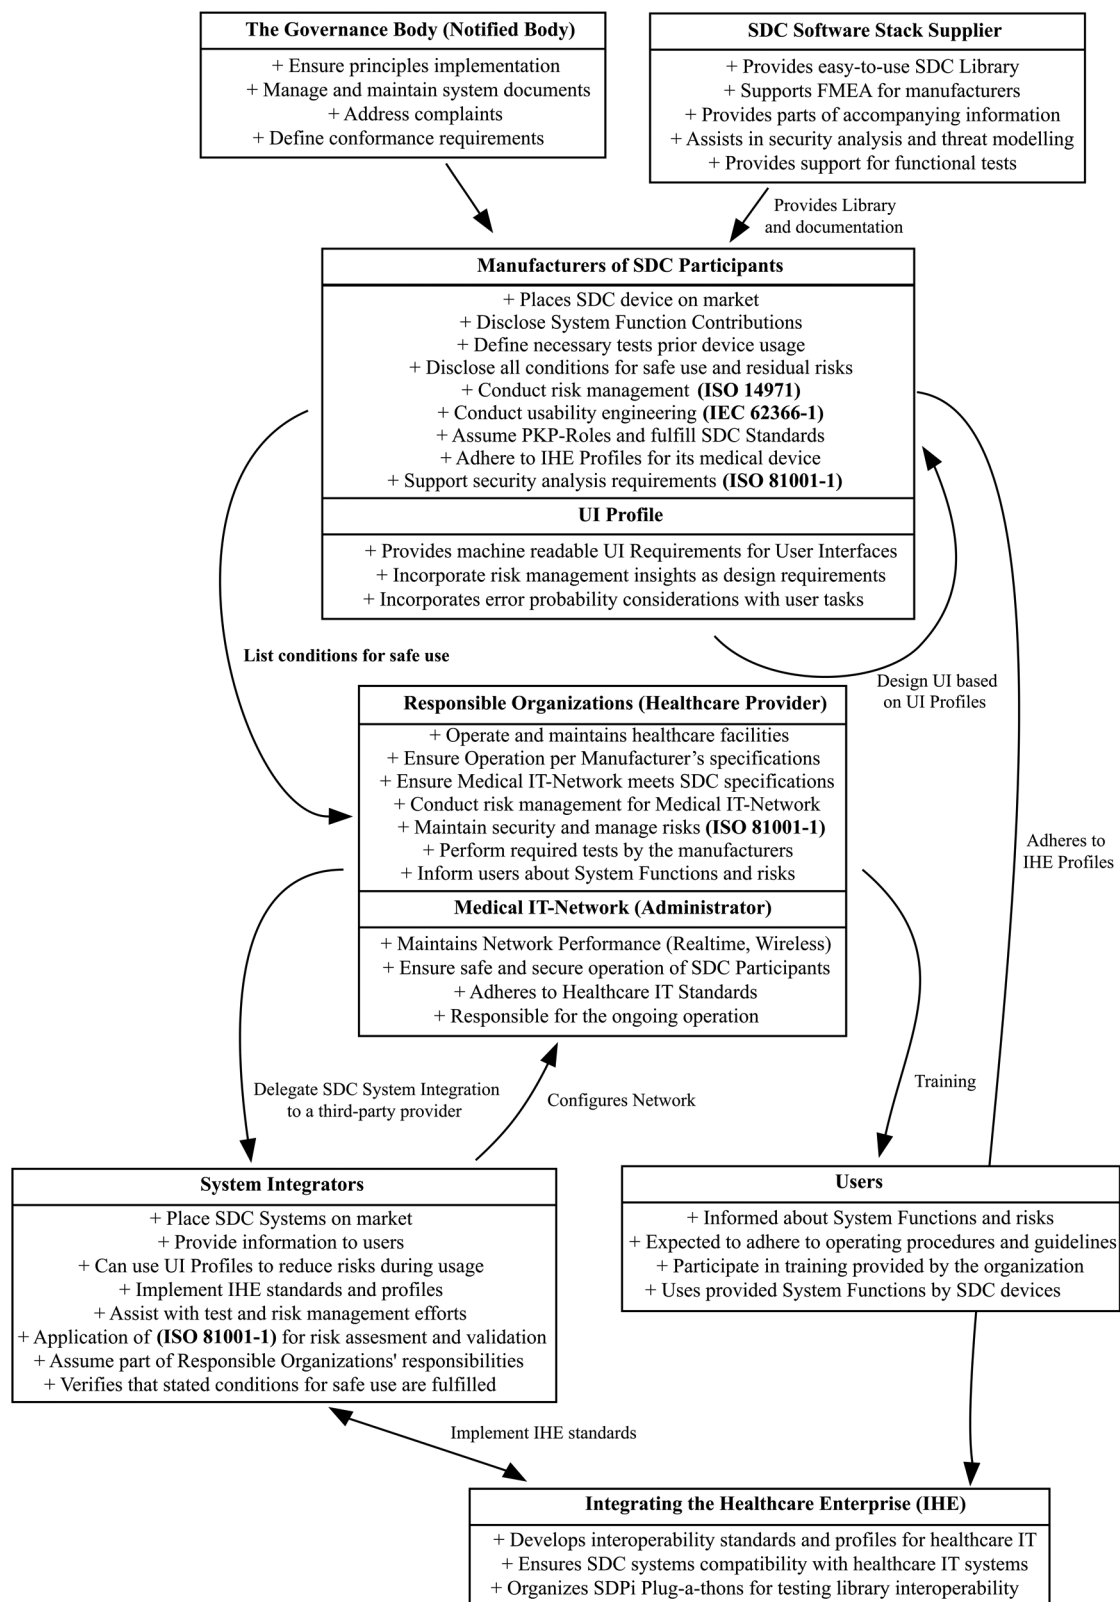 The Governance Body (Notified Body)
+ Ensure principles implementation
+ Manage and maintain system documents
+ Address complaints
+ Define conformance requirements
SDC Software Stack Supplier
+ Provides easy-to-use SDC Library
+ Supports FMEA for manufacturers
+ Provides parts of accompanying information
+ Assists in security analysis and threat modelling
+ Provides support for functional tests
Provides Library
and documentation
Manufacturers of SDC Participants
+ Places SDC device on market
+ Disclose System Function Contributions
+ Define necessary tests prior device usage
+ Disclose all conditions for safe use and residual risks
+ Conduct risk management (ISO 14971)
+ Conduct usability engineering (IEC 62366-1)
+ Assume PKP-Roles and fulfill SDC Standards
+ Adhere to IHE Profiles for its medical device
+ Support security analysis requirements (ISO 81001-1)
UI Profile
+ Provides machine readable UI Requirements for User Interfaces
+ Incorporate risk management insights as design requirements
+ Incorporates error probability considerations with user tasks
List conditions for safe use
Design UI based
on UI Profiles
Responsible Organizations (Healthcare Provider)
+ Operate and maintains healthcare facilities
+ Ensure Operation per Manufacturer’s specifications
+ Ensure Medical IT-Network meets SDC specifications
+ Conduct risk management for Medical IT-Network
+ Maintain security and manage risks (ISO 81001-1)
+ Perform required tests by the manufacturers
+ Inform users about System Functions and risks
Medical IT-Network (Administrator)
+ Maintains Network Performance (Realtime, Wireless)
+ Ensure safe and secure operation of SDC Participants
+ Adheres to Healthcare IT Standards
+ Responsible for the ongoing operation
Adheres to
IHE Profiles
Delegate SDC System Integration
to a third-party provider
Configures Network
Training
System Integrators
+ Place SDC Systems on market
+ Provide information to users
+ Can use UI Profiles to reduce risks during usage
+ Implement IHE standards and profiles
+ Assist with test and risk management efforts
+ Application of (ISO 81001-1) for risk assesment and validation
+ Assume part of Responsible Organizations' responsibilities
+ Verifies that stated conditions for safe use are fulfilled
Users
+ Informed about System Functions and risks
+ Expected to adhere to operating procedures and guidelines
+ Participate in training provided by the organization
+ Uses provided System Functions by SDC devices
Implement IHE standards
Integrating the Healthcare Enterprise (IHE)
+ Develops interoperability standards and profiles for healthcare IT
+ Ensures SDC systems compatibility with healthcare IT systems
+ Organizes SDPi Plug-a-thons for testing library interoperability